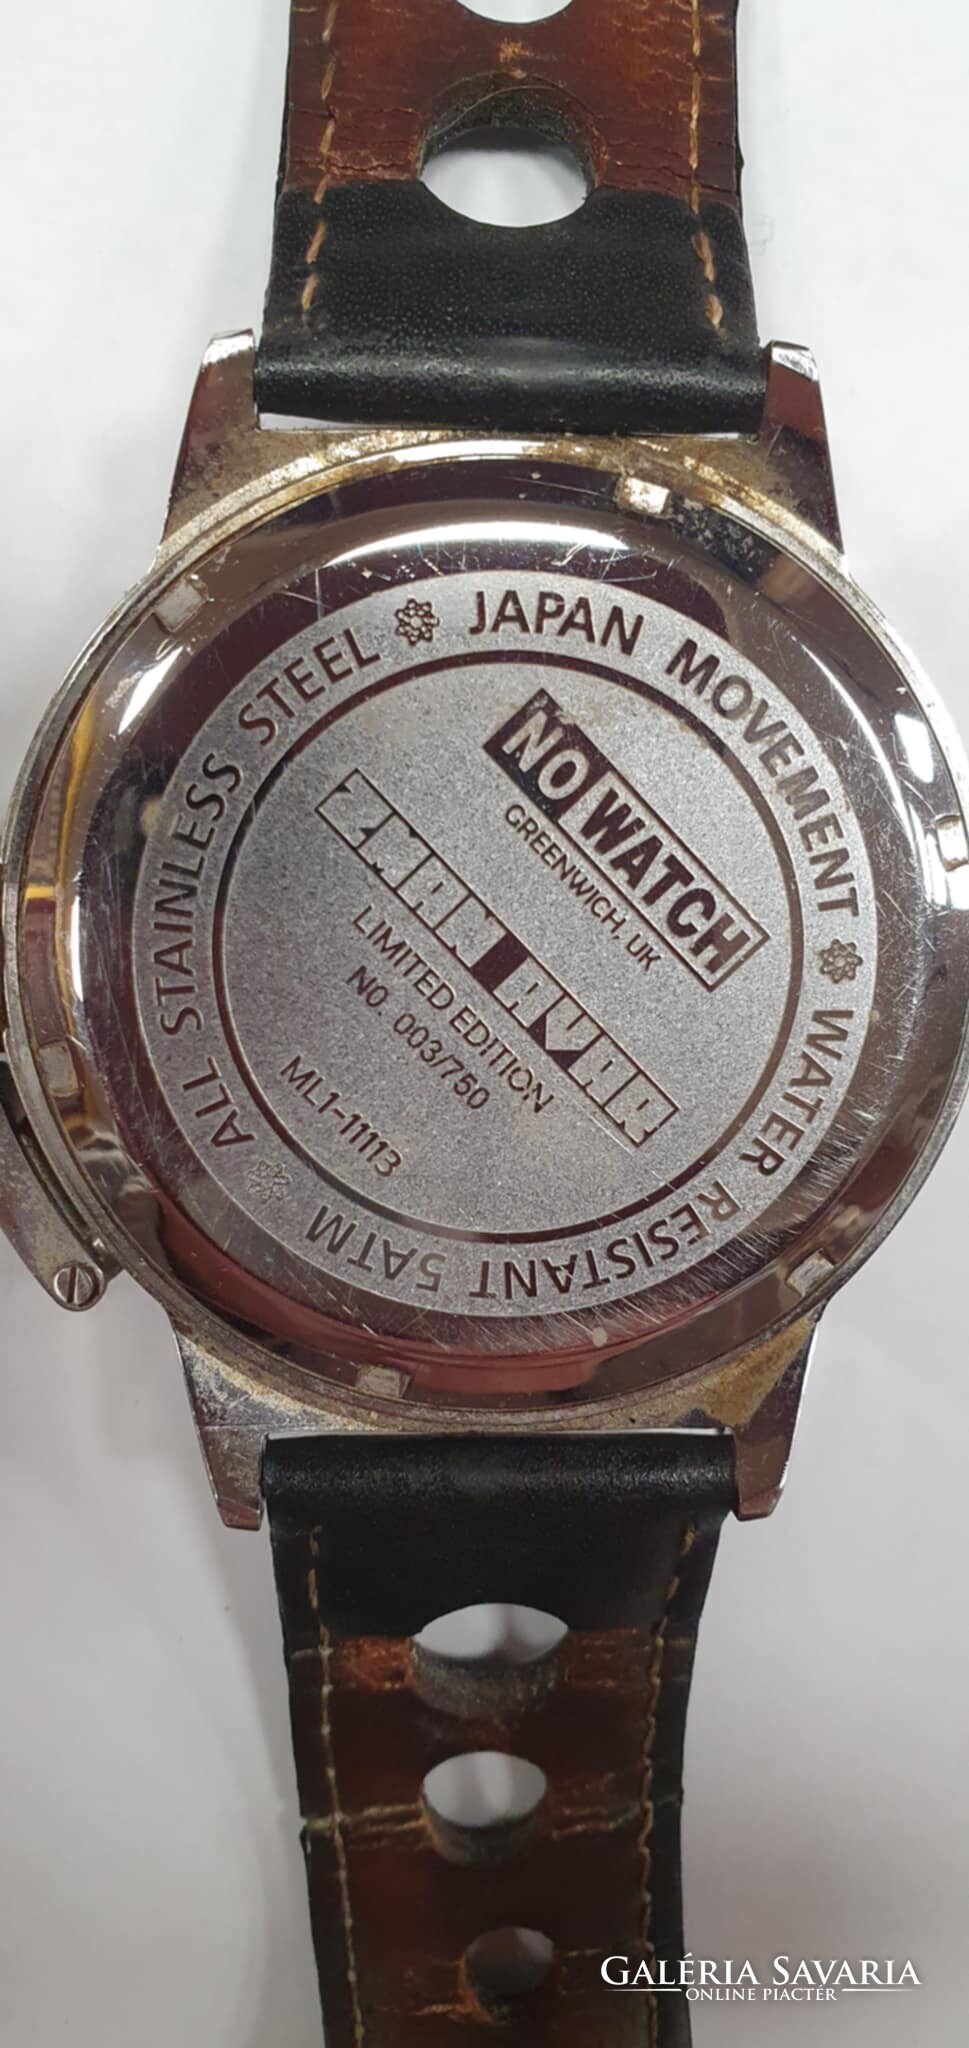 ALL STAINLESS STEEL
JAPAN MOVEMENT
WATER RESISTANT 5ATM
NO WATCH
GREENWICH, UK
LIMITED EDITION
NO. 003/750
ML1-11113
GALÉRIA SAVARIA
ONLINE PIACTÉR